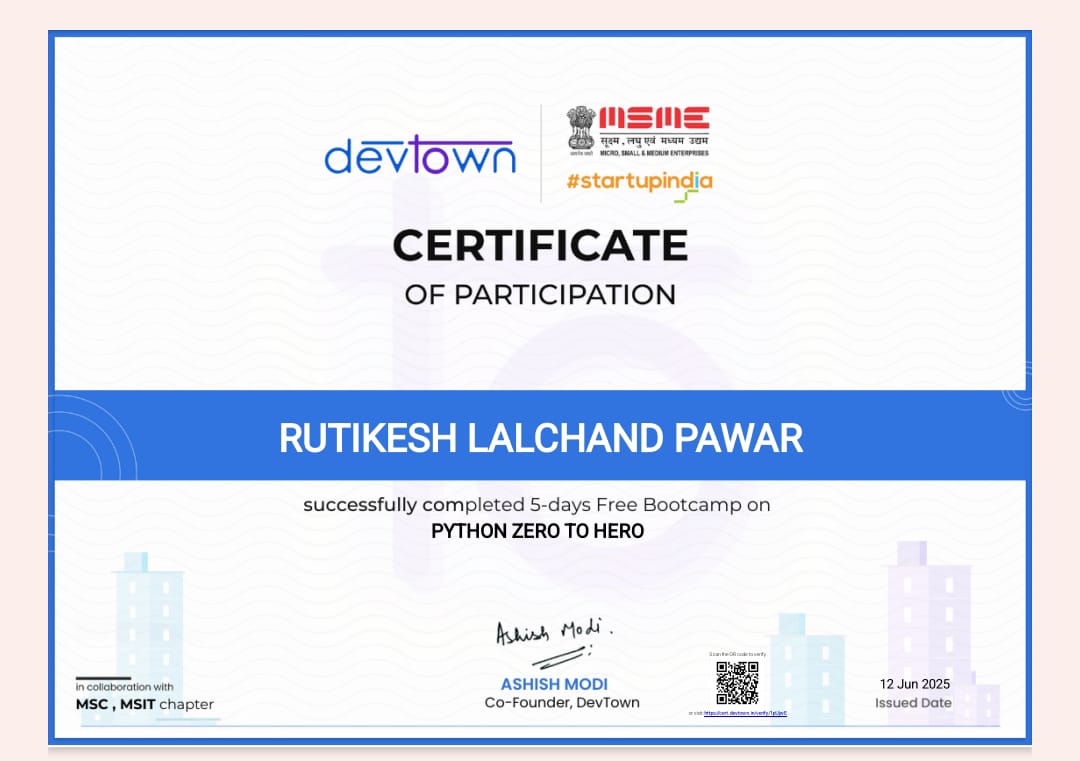 devtown
MSME
सूक्ष्म, लघु एवं मध्यम उद्यम
MICRO, SMALL & MEDIUM ENTERPRISES
#startupindia
CERTIFICATE
OF PARTICIPATION
RUTIKESH LALCHAND PAWAR
successfully completed 5-days Free Bootcamp on
PYTHON ZERO TO HERO
Ashish Modi.
in collaboration with
MSC , MSIT chapter
ASHISH MODI
Co-Founder, DevTown
Scan the QR code to verify
or visit
12 Jun 2025
Issued Date